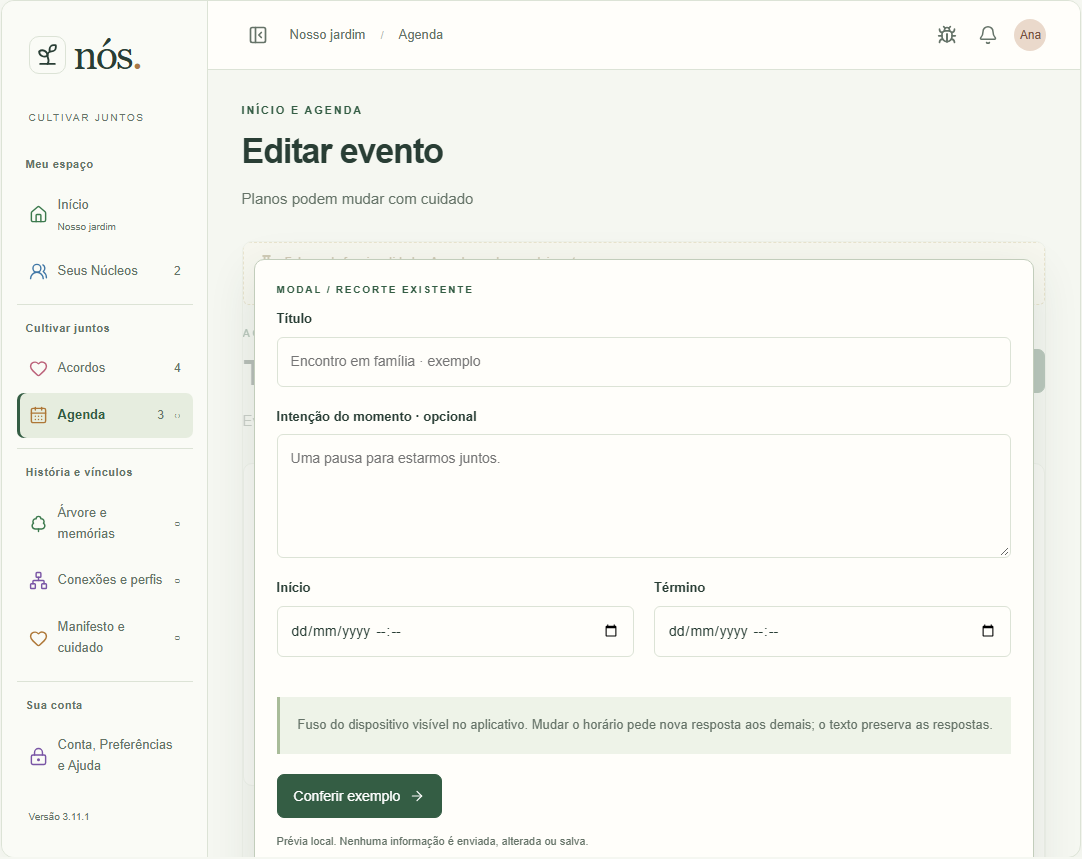 nós.
CULTIVAR JUNTOS
Meu espaço
Início
Nosso jardim
Seus Núcleos 2
Cultivar juntos
Acordos 4
Agenda 3
História e vínculos
Árvore e
memórias
Conexões e perfis
Manifesto e
cuidado
Sua conta
Conta, Preferências
e Ajuda
Versão 3.11.1
Nosso jardim / Agenda
Ana
INÍCIO E AGENDA
Editar evento
Planos podem mudar com cuidado
MODAL / RECORTE EXISTENTE
Título
Encontro em família · exemplo
Intenção do momento · opcional
Uma pausa para estarmos juntos.
Início Término
dd/mm/yyyy --:-- dd/mm/yyyy --:--
Fuso do dispositivo visível no aplicativo. Mudar o horário pede nova resposta aos demais; o texto preserva as respostas.
Conferir exemplo →
Prévia local. Nenhuma informação é enviada, alterada ou salva.